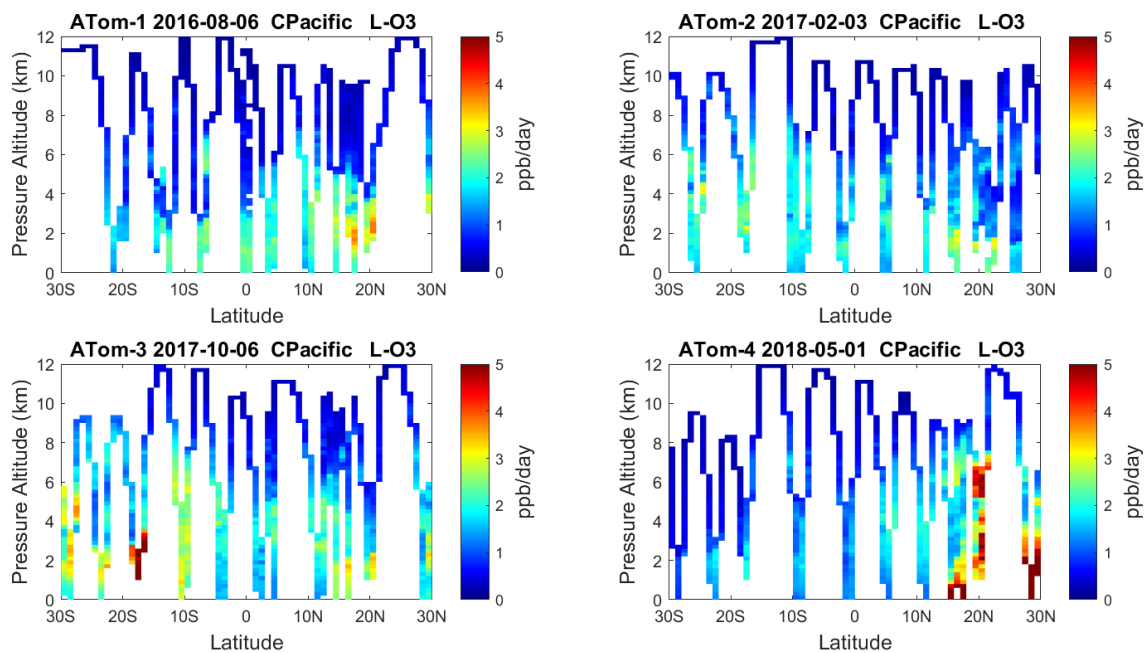 ATom-1 2016-08-06 CPacific L-O3
12
10
8
6
4
2
0
Pressure Altitude (km)
30S 20S 10S 0 10N 20N 30N
Latitude
5
4
3
2
1
0
ppb/day
ATom-2 2017-02-03 CPacific L-O3
12
10
8
6
4
2
0
Pressure Altitude (km)
30S 20S 10S 0 10N 20N 30N
Latitude
5
4
3
2
1
0
ppb/day
ATom-3 2017-10-06 CPacific L-O3
12
10
8
6
4
2
0
Pressure Altitude (km)
30S 20S 10S 0 10N 20N 30N
Latitude
5
4
3
2
1
0
ppb/day
ATom-4 2018-05-01 CPacific L-O3
12
10
8
6
4
2
0
Pressure Altitude (km)
30S 20S 10S 0 10N 20N 30N
Latitude
5
4
3
2
1
0
ppb/day